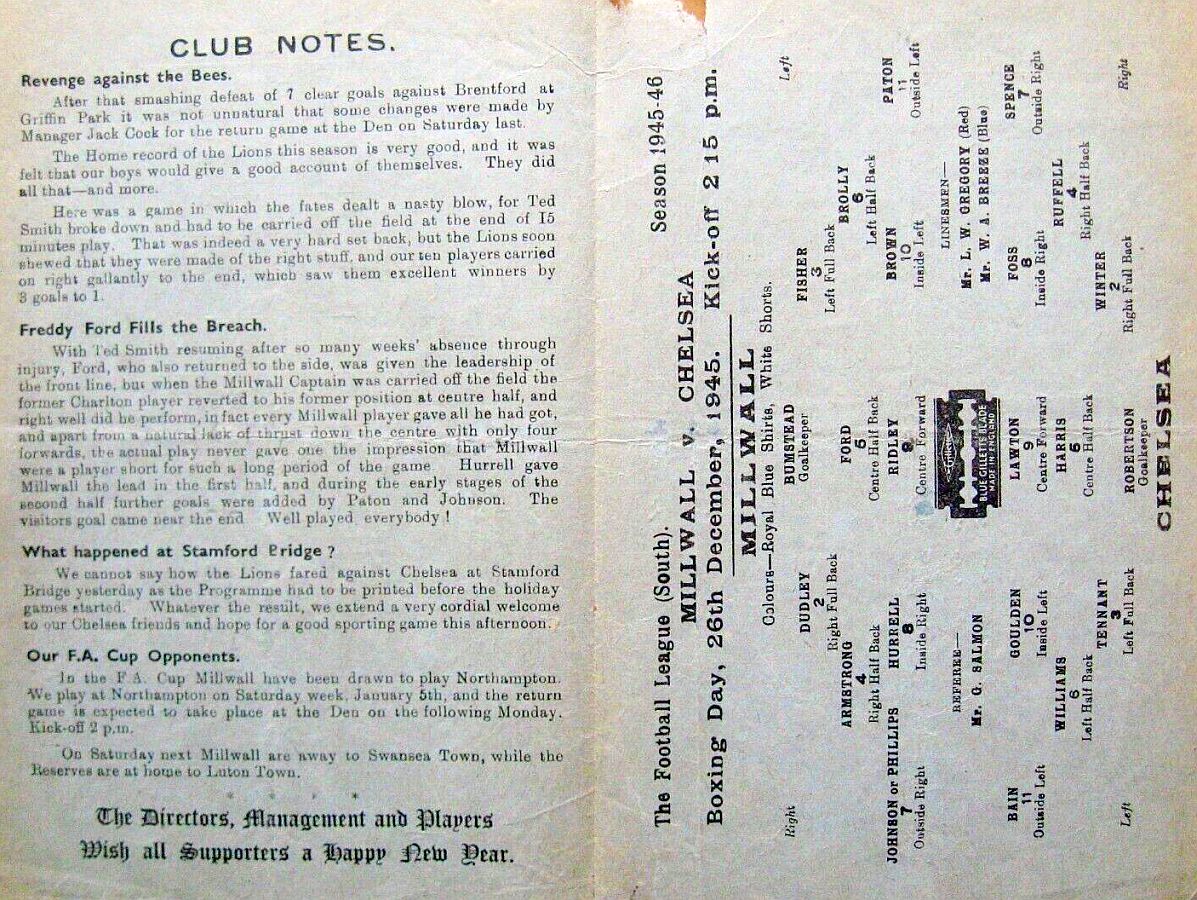 CLUB NOTES.
Revenge against the Bees.
After that smashing defeat of 7 clear goals against Brentford at
Griffin Park it was not unnatural that some changes were made by
Manager Jack Cock for the return game at the Den on Saturday last.
The Home record of the Lions this season is very good, and it was
felt that our boys would give a good account of themselves. They did
all that—and more.
Here was a game in which the fates dealt a nasty blow, for Ted
Smith broke down and had to be carried off the field at the end of 15
minutes play. That was indeed a very hard set back, but the Lions soon
shewed that they were made of the right stuff, and our ten players carried
on right gallantly to the end, which saw them excellent winners by
3 goals to 1.
Freddy Ford Fills the Breach.
With Ted Smith resuming after so many weeks' absence through
injury, Ford, who also returned to the side, was given the leadership of
the front line, but when the Millwall Captain was carried off the field the
former Charlton player reverted to his former position at centre half, and
right well did he perform, in fact every Millwall player gave all he had got,
and apart from a natural lack of thrust down the centre with only four
forwards, the actual play never gave one the impression that Millwall
were a player short for such a long period of the game Hurrell gave
Millwall the lead in the first half, and during the early stages of the
second half further goals were added by Paton and Johnson. The
visitors goal came near the end Well played everybody !
What happened at Stamford Bridge ?
We cannot say how the Lions fared against Chelsea at Stamford
Bridge yesterday as the Programme had to be printed before the holiday
games started. Whatever the result, we extend a very cordial welcome
to our Chelsea friends and hope for a good sporting game this afternoon.
Our F.A. Cup Opponents.
In the F A. Cup Millwall have been drawn to play Northampton.
We play at Northampton on Saturday week, January 5th, and the return
game is expected to take place at the Den on the following Monday.
Kick-off 2 p.m.
On Saturday next Millwall are away to Swansea Town, while the
Reserves are at home to Luton Town.
* * * * *
The Directors, Management and Players
Wish all Supporters a Happy New Year.
The Football League (South). Season 1945-46
MILLWALL v. CHELSEA
Boxing Day, 26th December, 1945. Kick-off 2 15 p.m.
MILLWALL
Colours—Royal Blue Shirts, White Shorts.
Right Left
BUMSTEAD
Goalkeeper
DUDLEY FISHER
2 3
Right Full Back Left Full Back
ARMSTRONG FORD BROLLY
4 5 6
Right Half Back Centre Half Back Left Half Back
JOHNSON or PHILLIPS HURRELL RIDLEY BROWN PATON
7 8 9 10 11
Outside Right Inside Right Centre Forward Inside Left Outside Left
REFEREE—
Mr. G. SALMON
BLUE GILLETTE BLADE
MADE IN ENGLAND
LINESMEN—
Mr. L. W. GREGORY (Red)
Mr. W. A. BREEZE (Blue)
BAIN GOULDEN LAWTON FOSS SPENCE
11 10 9 8 7
Outside Left Inside Left Centre Forward Inside Right Outside Right
WILLIAMS HARRIS RUFFELL
6 5 4
Left Half Back Centre Half Back Right Half Back
TENNANT WINTER
3 2
Left Full Back Right Full Back
ROBERTSON
Goalkeeper
Left Right
CHELSEA